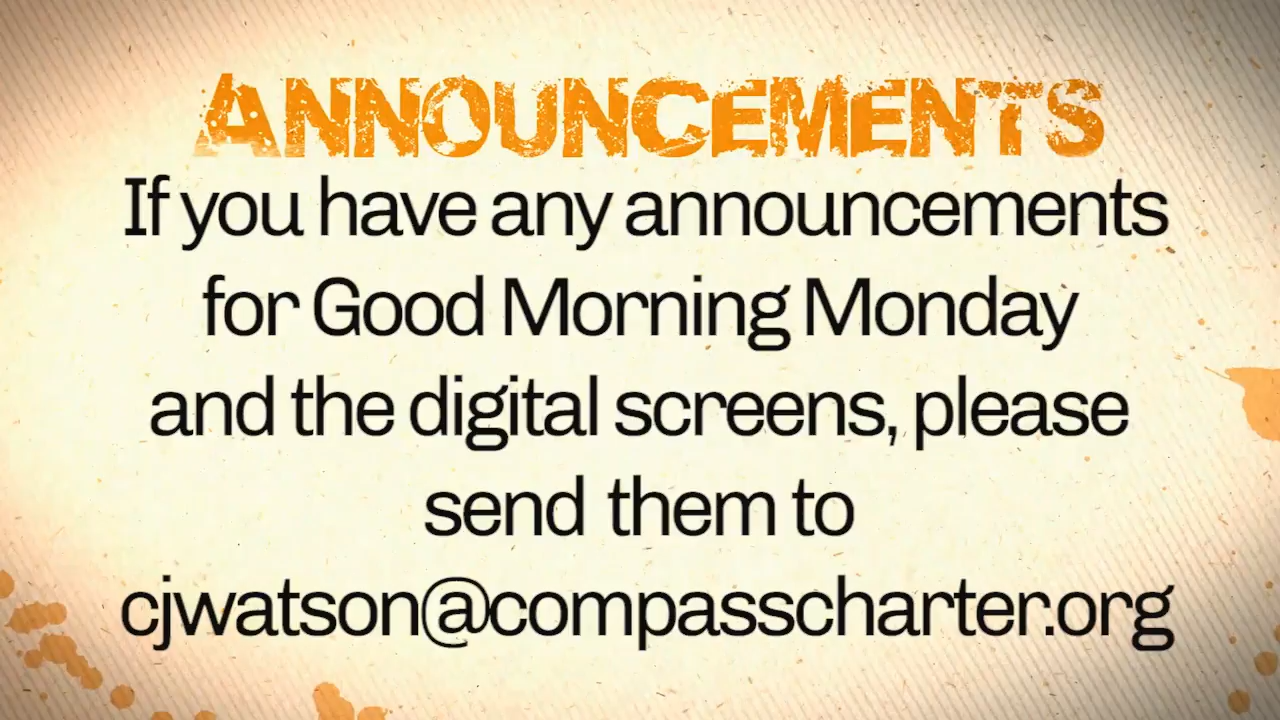 ANNOUNCEMENTS
If you have any announcements
for Good Morning Monday
and the digital screens, please
send them to
cjwatson@compasscharter.org